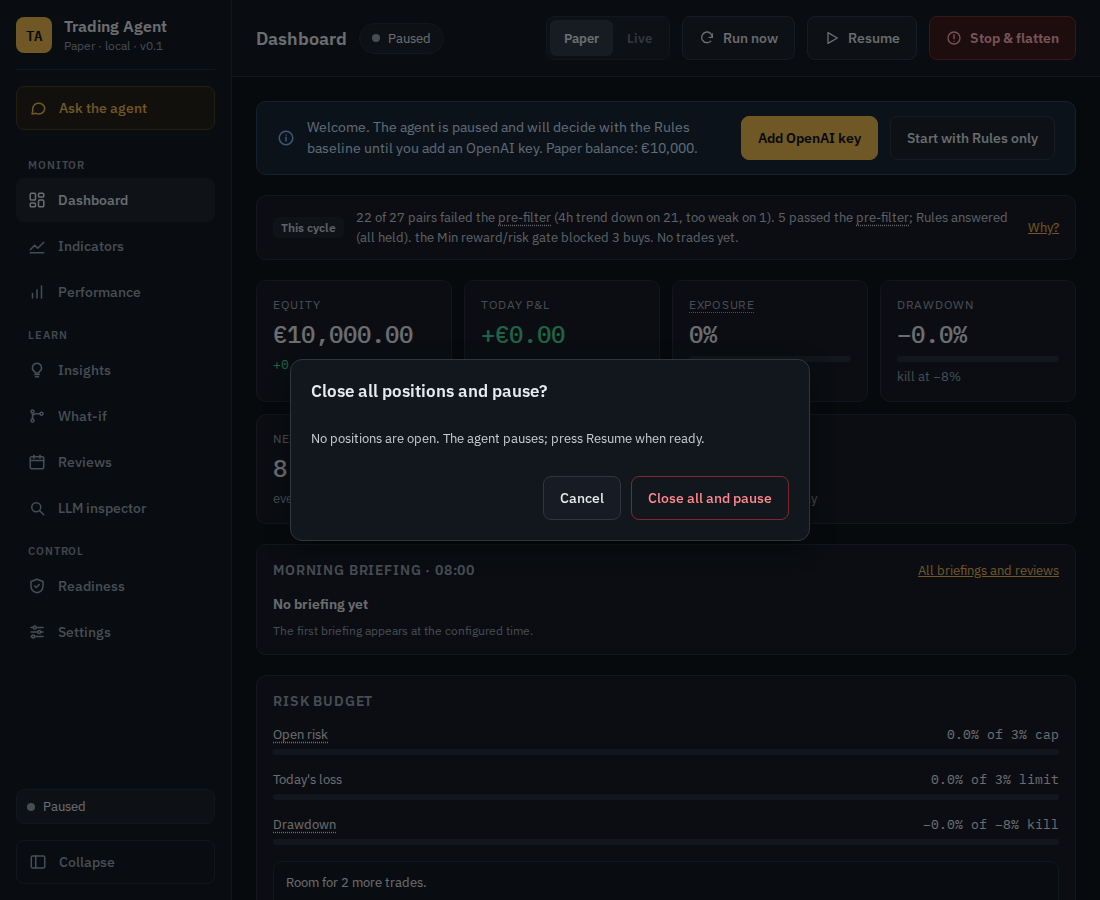 TA
Trading Agent
Paper · local · v0.1
Ask the agent
MONITOR
Dashboard
Indicators
Performance
LEARN
Insights
What-if
Reviews
LLM inspector
CONTROL
Readiness
Settings
Paused
Collapse
Dashboard
Paused
Paper
Live
Run now
Resume
Stop & flatten
Welcome. The agent is paused and will decide with the Rules
baseline until you add an OpenAI key. Paper balance: €10,000.
Add OpenAI key
Start with Rules only
This cycle
22 of 27 pairs failed the pre-filter (4h trend down on 21, too weak on 1). 5 passed the pre-filter; Rules answered
(all held). the Min reward/risk gate blocked 3 buys. No trades yet.
Why?
EQUITY
€10,000.00
+0
TODAY P&L
+€0.00
EXPOSURE
0%
DRAWDOWN
−0.0%
kill at −8%
NE
8
eve
y
Close all positions and pause?
No positions are open. The agent pauses; press Resume when ready.
Cancel
Close all and pause
MORNING BRIEFING · 08:00
All briefings and reviews
No briefing yet
The first briefing appears at the configured time.
RISK BUDGET
Open risk
0.0% of 3% cap
Today's loss
0.0% of 3% limit
Drawdown
−0.0% of −8% kill
Room for 2 more trades.